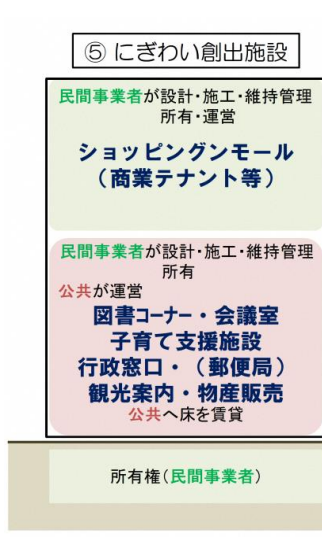 ⑤ にぎわい創出施設
民間事業者が設計・施工・維持管理
所有・運営
ショッピングンモール
（商業テナント等）
民間事業者が設計・施工・維持管理
所有
公共が運営
図書コーナー・会議室
子育て支援施設
行政窓口・（郵便局）
観光案内・物産販売
公共へ床を賃貸
所有権（民間事業者）